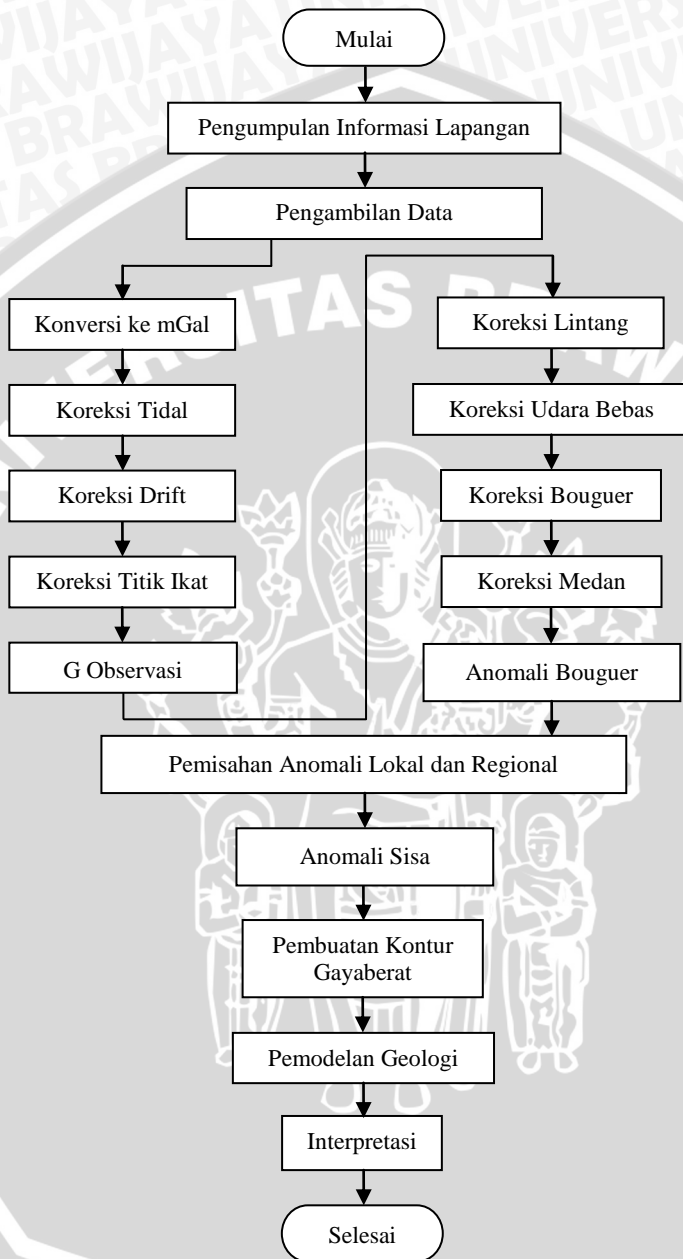 Mulai
Pengumpulan Informasi Lapangan
Pengambilan Data
Konversi ke mGal
Koreksi Tidal
Koreksi Drift
Koreksi Titik Ikat
G Observasi
Koreksi Lintang
Koreksi Udara Bebas
Koreksi Bouguer
Koreksi Medan
Anomali Bouguer
Pemisahan Anomali Lokal dan Regional
Anomali Sisa
Pembuatan Kontur
Gayaberat
Pemodelan Geologi
Interpretasi
Selesai